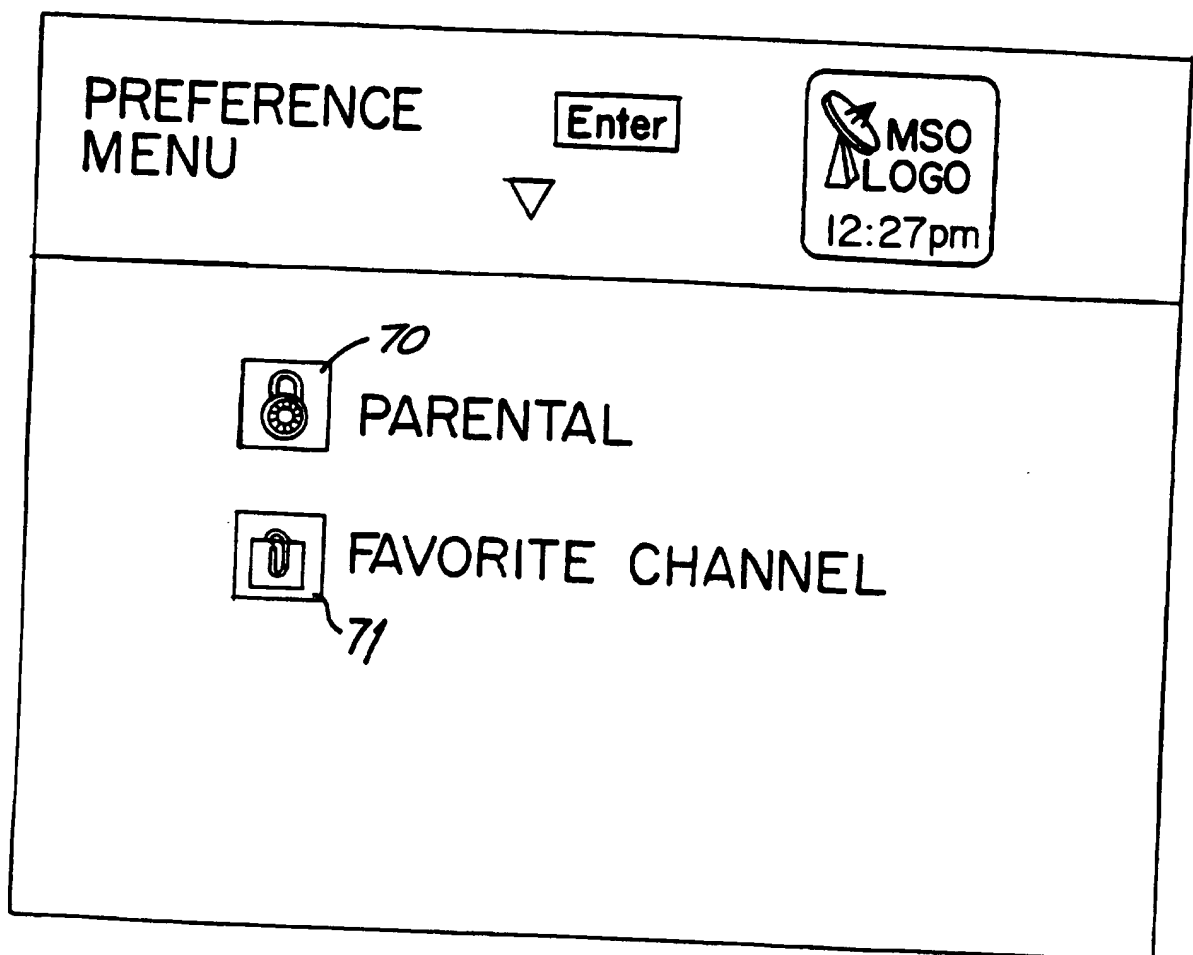 PREFERENCE
MENU
Enter
MSO
LOGO
12:27pm
70
PARENTAL
FAVORITE CHANNEL
71